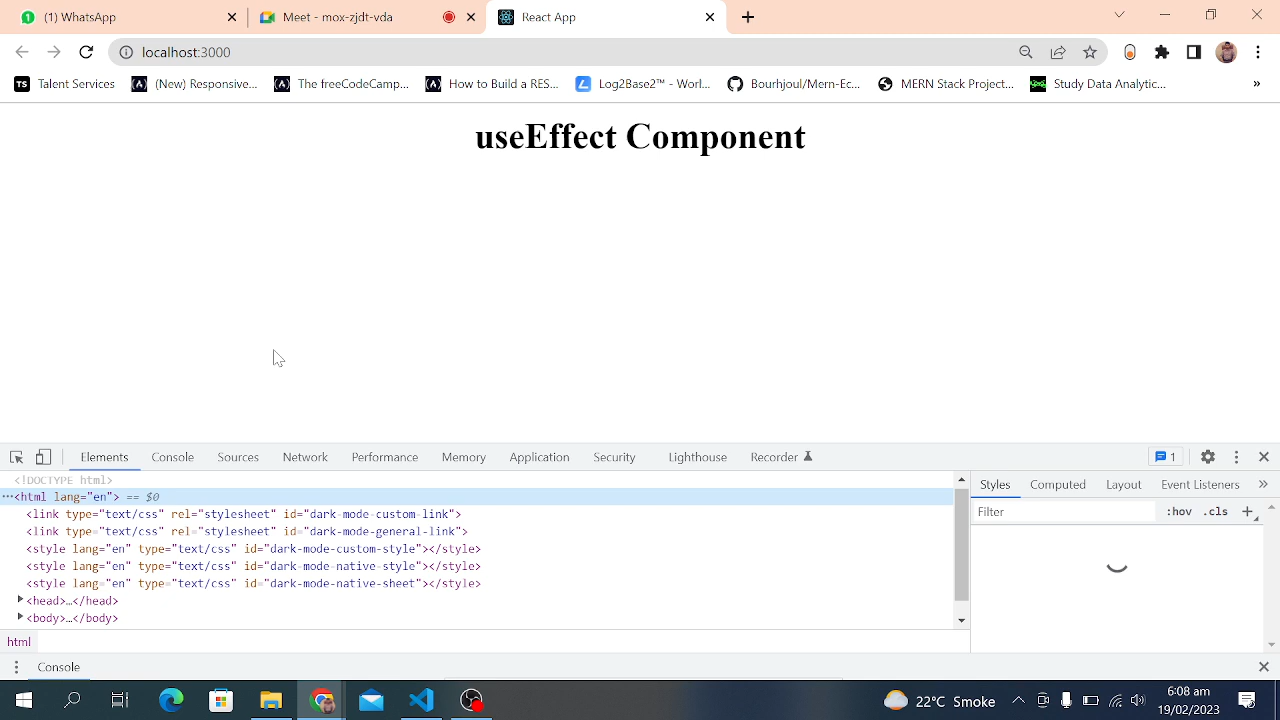 (1) WhatsApp
Meet - mox-zjdt-vda
React App
localhost:3000
TS Talent Services
(New) Responsive...
The freeCodeCamp...
How to Build a RES...
Log2Base2™ - Worl...
Bourhjoul/Mern-Ec...
MERN Stack Project...
Study Data Analytic...
»
useEffect Component
Elements Console Sources Network Performance Memory Application Security Lighthouse Recorder
1
<!DOCTYPE html>
···<html lang="en"> == $0
<link type="text/css" rel="stylesheet" id="dark-mode-custom-link">
<link type="text/css" rel="stylesheet" id="dark-mode-general-link">
<style lang="en" type="text/css" id="dark-mode-custom-style"></style>
<style lang="en" type="text/css" id="dark-mode-native-style"></style>
<style lang="en" type="text/css" id="dark-mode-native-sheet"></style>
<head>…</head>
<body>…</body>
html
Styles Computed Layout Event Listeners »
Filter :hov .cls +
Console
22°C Smoke
6:08 am
19/02/2023